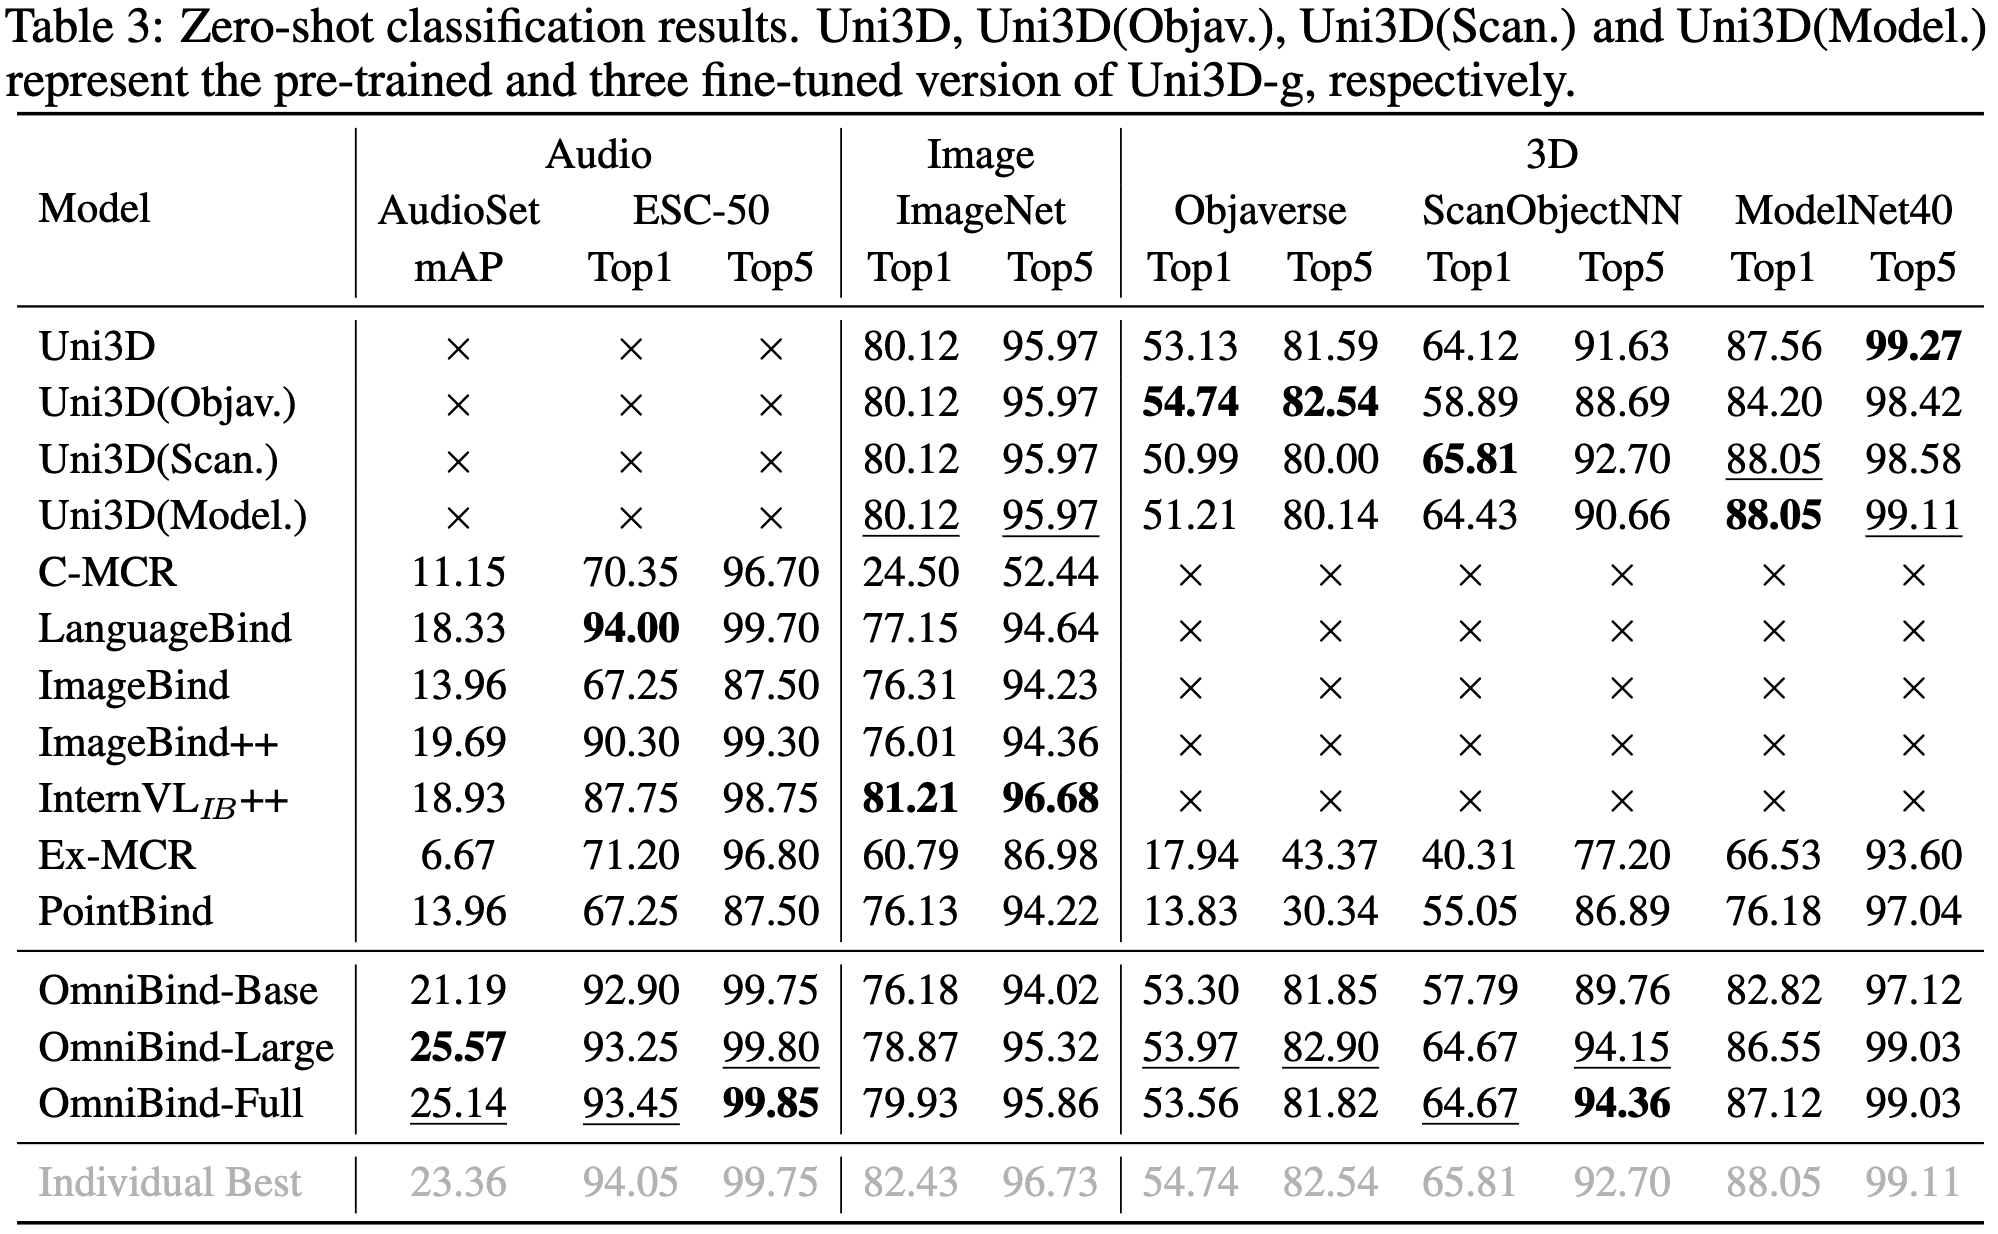 Table 3: Zero-shot classification results. Uni3D, Uni3D(Objav.), Uni3D(Scan.) and Uni3D(Model.)
represent the pre-trained and three fine-tuned version of Uni3D-g, respectively.
Audio Image 3D
Model AudioSet ESC-50 ImageNet Objaverse ScanObjectNN ModelNet40
mAP Top1 Top5 Top1 Top5 Top1 Top5 Top1 Top5 Top1 Top5
Uni3D × × × 80.12 95.97 53.13 81.59 64.12 91.63 87.56 99.27
Uni3D(Objav.) × × × 80.12 95.97 54.74 82.54 58.89 88.69 84.20 98.42
Uni3D(Scan.) × × × 80.12 95.97 50.99 80.00 65.81 92.70 88.05 98.58
Uni3D(Model.) × × × 80.12 95.97 51.21 80.14 64.43 90.66 88.05 99.11
C-MCR 11.15 70.35 96.70 24.50 52.44 × × × × × ×
LanguageBind 18.33 94.00 99.70 77.15 94.64 × × × × × ×
ImageBind 13.96 67.25 87.50 76.31 94.23 × × × × × ×
ImageBind++ 19.69 90.30 99.30 76.01 94.36 × × × × × ×
InternVL_IB++ 18.93 87.75 98.75 81.21 96.68 × × × × × ×
Ex-MCR 6.67 71.20 96.80 60.79 86.98 17.94 43.37 40.31 77.20 66.53 93.60
PointBind 13.96 67.25 87.50 76.13 94.22 13.83 30.34 55.05 86.89 76.18 97.04
OmniBind-Base 21.19 92.90 99.75 76.18 94.02 53.30 81.85 57.79 89.76 82.82 97.12
OmniBind-Large 25.57 93.25 99.80 78.87 95.32 53.97 82.90 64.67 94.15 86.55 99.03
OmniBind-Full 25.14 93.45 99.85 79.93 95.86 53.56 81.82 64.67 94.36 87.12 99.03
Individual Best 23.36 94.05 99.75 82.43 96.73 54.74 82.54 65.81 92.70 88.05 99.11